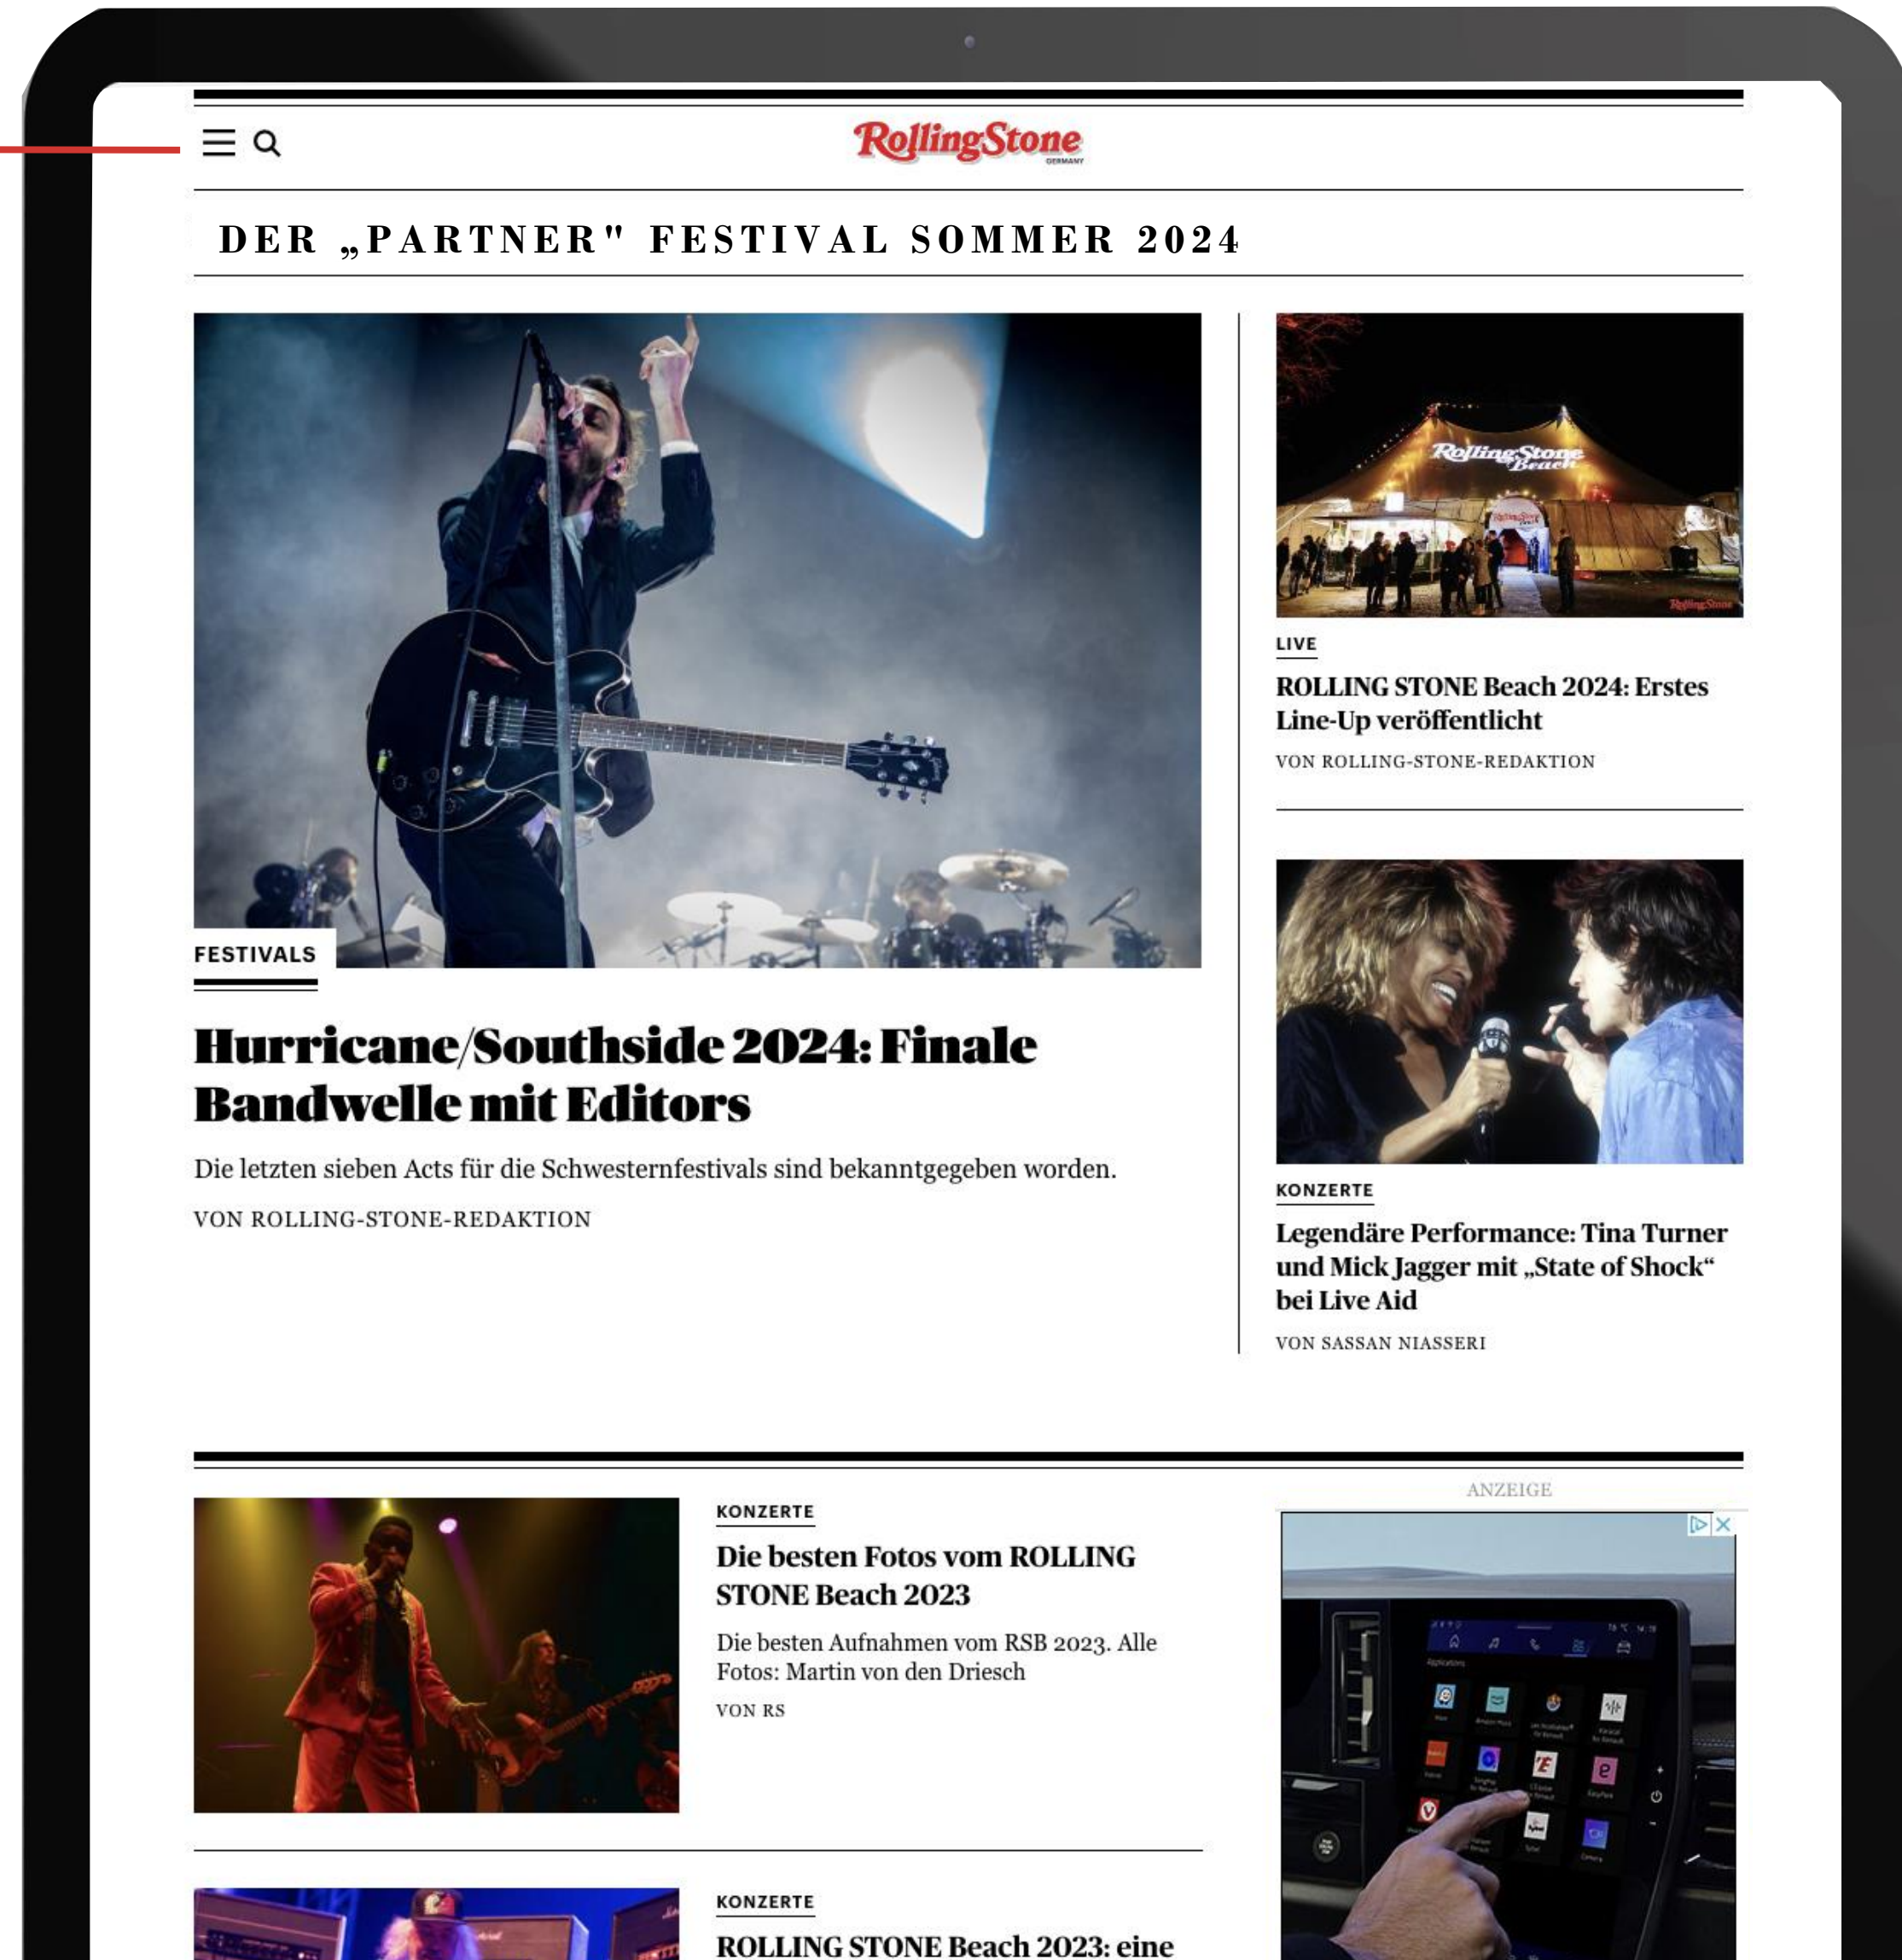 RollingStone
GERMANY
DER „PARTNER" FESTIVAL SOMMER 2024
FESTIVALS
Hurricane/Southside 2024: Finale
Bandwelle mit Editors
Die letzten sieben Acts für die Schwesternfestivals sind bekanntgegeben worden.
VON ROLLING-STONE-REDAKTION
Rolling Stone
Beach
RollingStone
LIVE
ROLLING STONE Beach 2024: Erstes
Line-Up veröffentlicht
VON ROLLING-STONE-REDAKTION
KONZERTE
Legendäre Performance: Tina Turner
und Mick Jagger mit „State of Shock“
bei Live Aid
VON SASSAN NIASSERI
KONZERTE
Die besten Fotos vom ROLLING
STONE Beach 2023
Die besten Aufnahmen vom RSB 2023. Alle
Fotos: Martin von den Driesch
VON RS
KONZERTE
ROLLING STONE Beach 2023: eine
ANZEIGE
Applications